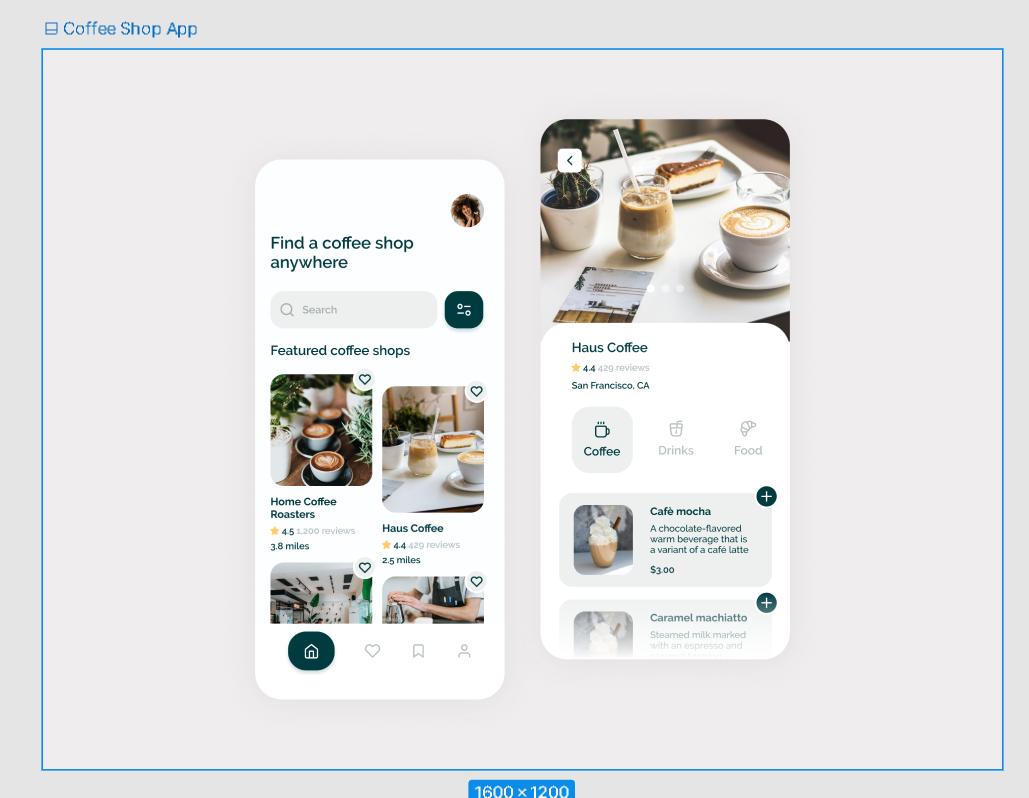 Coffee Shop App
Find a coffee shop
anywhere
Search
Featured coffee shops
Home Coffee
Roasters
4.5 1,200 reviews
3.8 miles
Haus Coffee
4.4 429 reviews
2.5 miles
Haus Coffee
4.4 429 reviews
San Francisco, CA
Coffee
Drinks
Food
Cafè mocha
A chocolate-flavored
warm beverage that is
a variant of a café latte
$3.00
Caramel machiatto
Steamed milk marked
with an espresso and
1600 × 1200